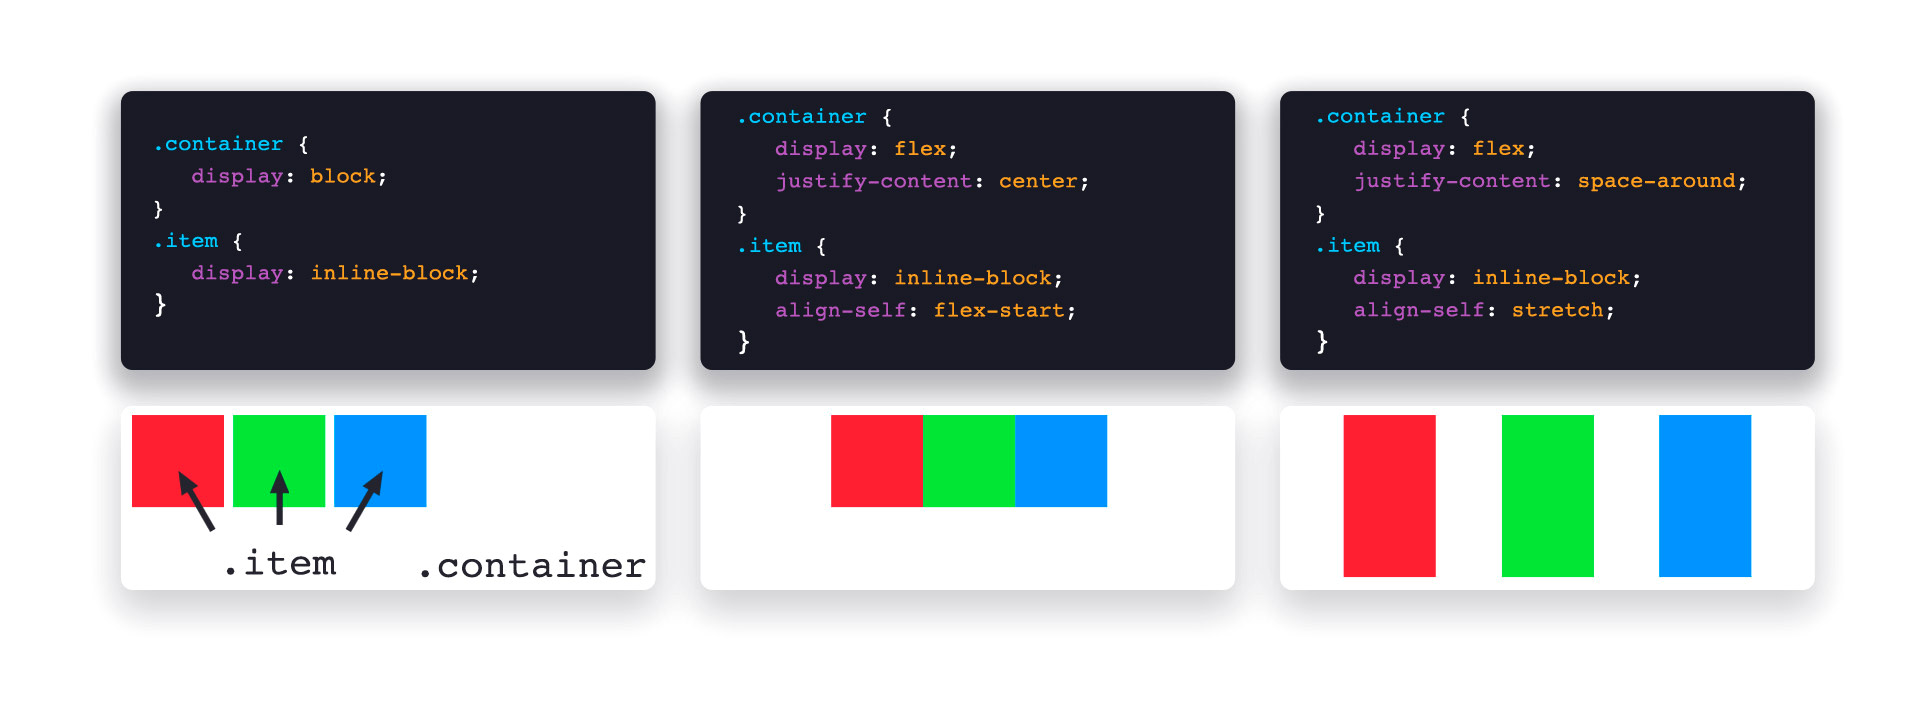 .container {
display: block;
}
.item {
display: inline-block;
}
.container {
display: flex;
justify-content: center;
}
.item {
display: inline-block;
align-self: flex-start;
}
.container {
display: flex;
justify-content: space-around;
}
.item {
display: inline-block;
align-self: stretch;
}
.item
.container